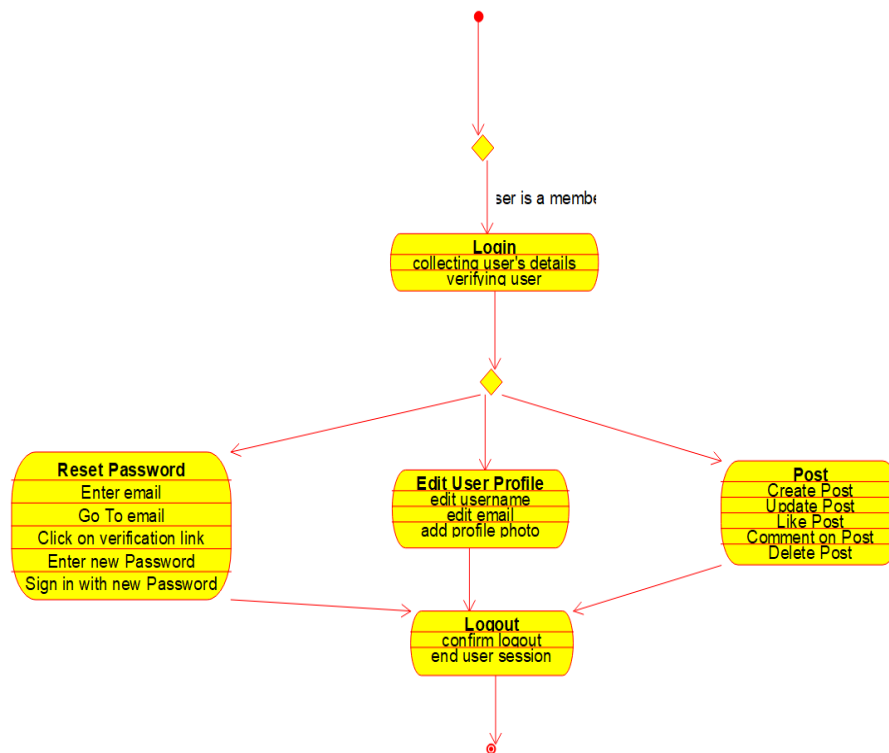 ser is a membe
Login
collecting user's details
verifying user
Reset Password
Enter email
Go To email
Click on verification link
Enter new Password
Sign in with new Password
Edit User Profile
edit username
edit email
add profile photo
Post
Create Post
Update Post
Like Post
Comment on Post
Delete Post
Logout
confirm logout
end user session